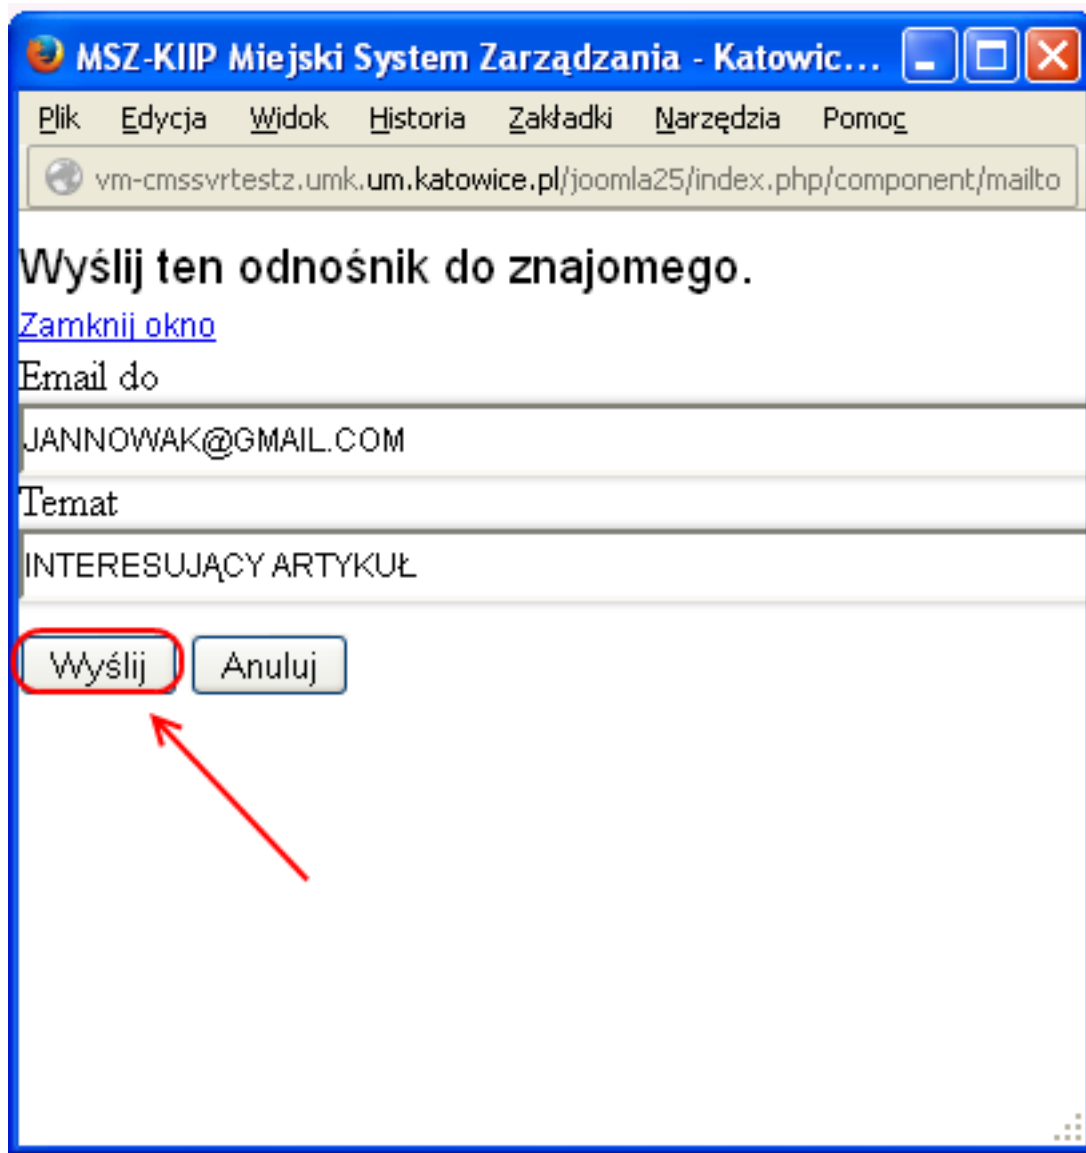 MSZ-KIIP Miejski System Zarządzania - Katowic...
Plik Edycja Widok Historia Zakładki Narzędzia Pomoc
vm-cmssvrtestz.umk.um.katowice.pl/joomla25/index.php/component/mailto
Wyślij ten odnośnik do znajomego.
Zamknij okno
Email do
JANNOWAK@GMAIL.COM
Temat
INTERESUJĄCY ARTYKUŁ
Wyślij Anuluj